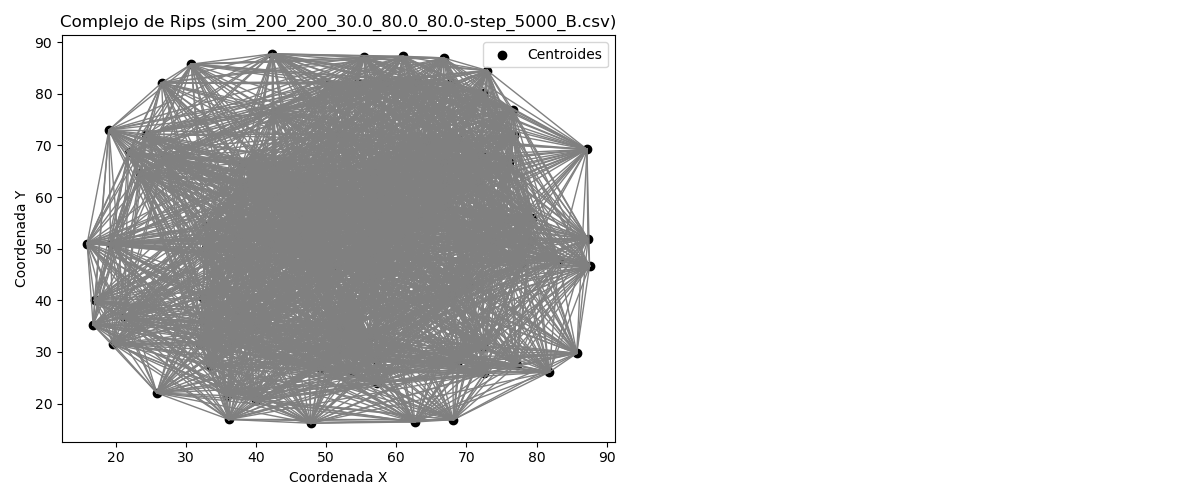 Complejo de Rips (sim_200_200_30.0_80.0_80.0-step_5000_B.csv)
Centroides
90
80
70
60
50
40
30
20
Coordenada Y
20 30 40 50 60 70 80 90
Coordenada X